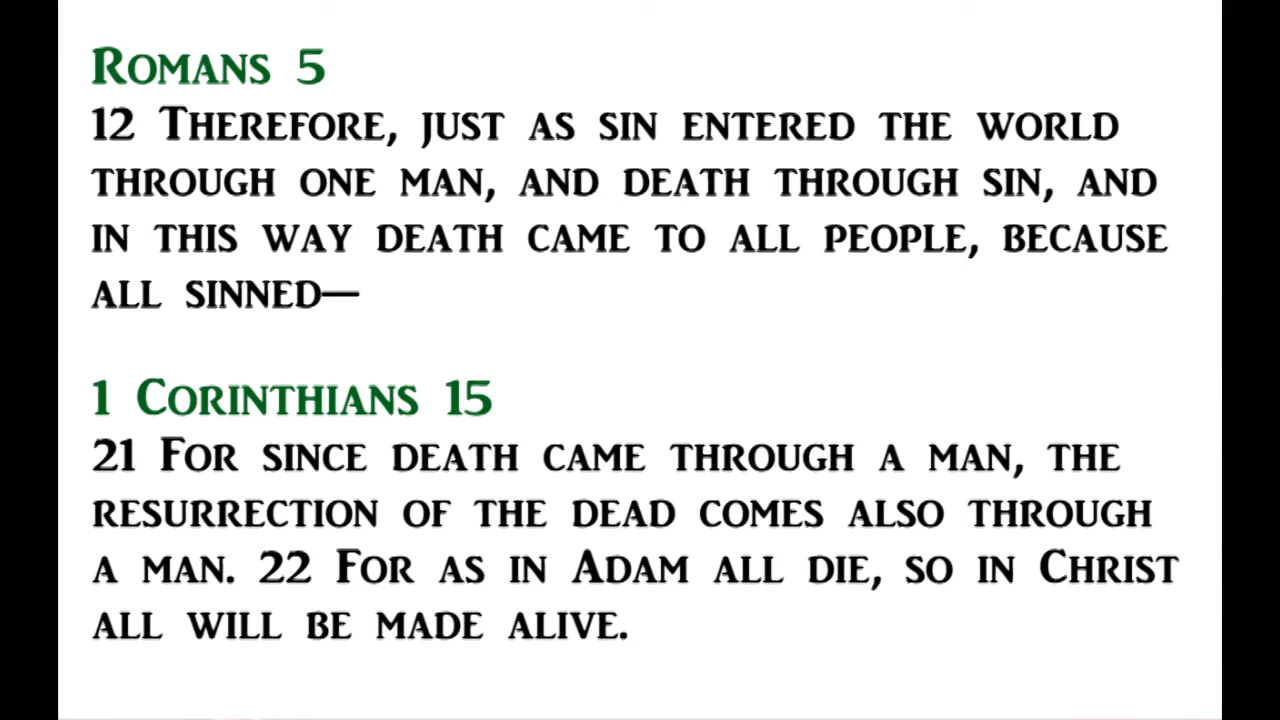 Romans 5
12 Therefore, just as sin entered the world
through one man, and death through sin, and
in this way death came to all people, because
all sinned—
1 Corinthians 15
21 For since death came through a man, the
resurrection of the dead comes also through
a man. 22 For as in Adam all die, so in Christ
all will be made alive.